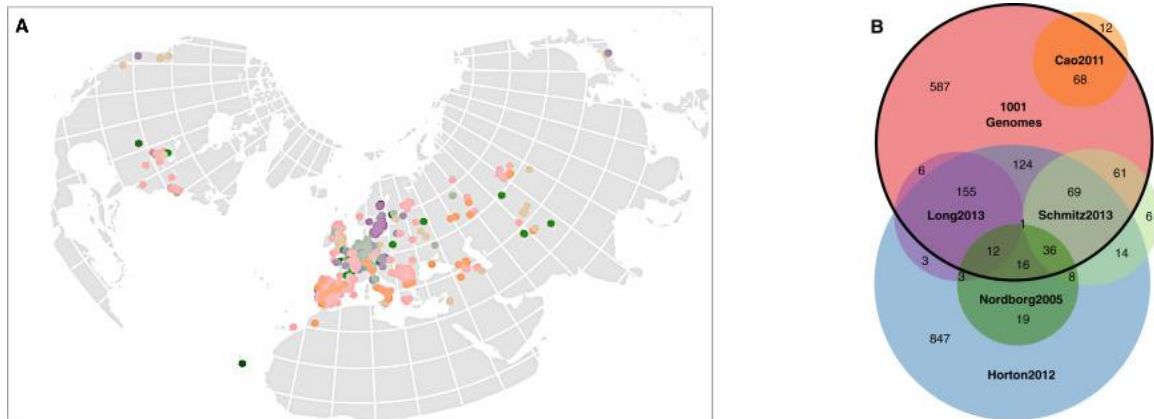 A
B
12
Cao2011
68
587
1001
Genomes
124
6
61
155
69
Long2013
Schmitz2013
1
6
12
36
3
16
14
3
8
Nordborg2005
19
847
Horton2012